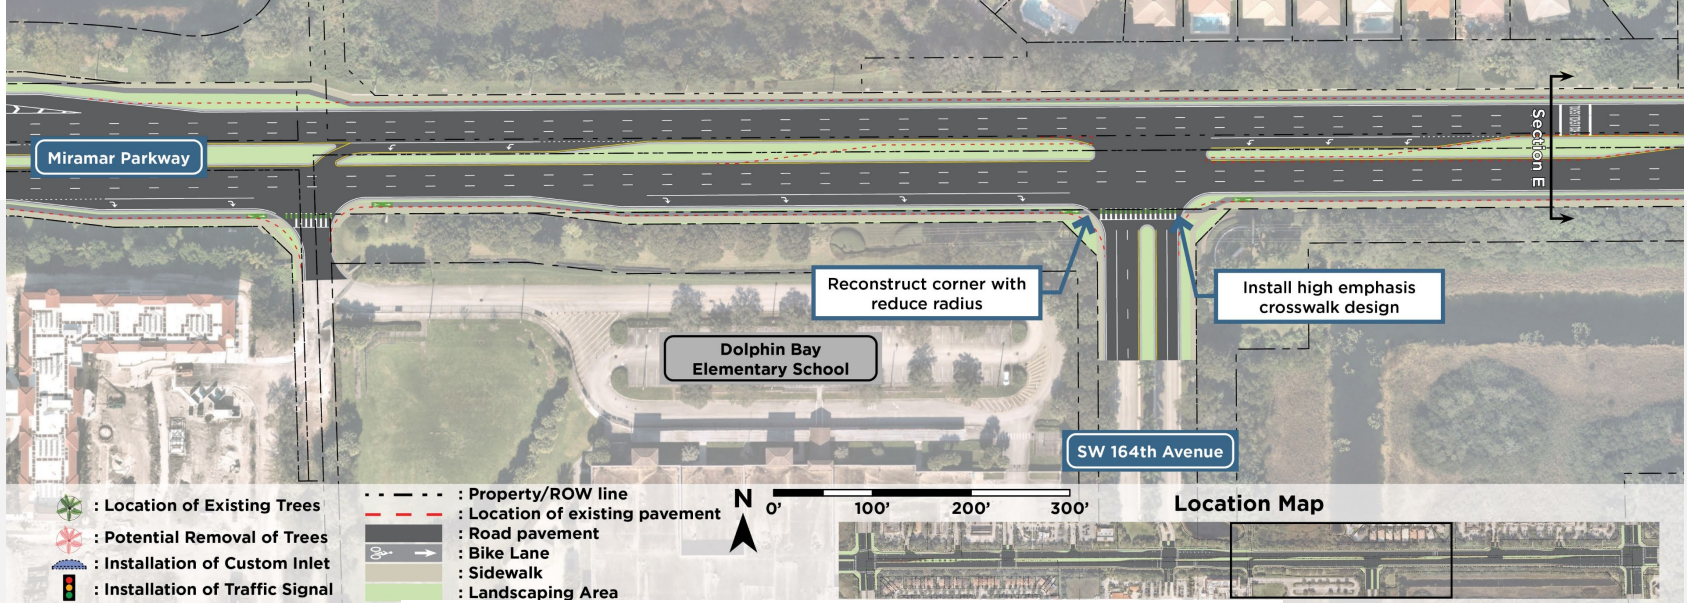 Miramar Parkway
Section E
Reconstruct corner with
reduce radius
Install high emphasis
crosswalk design
Dolphin Bay
Elementary School
SW 164th Avenue
: Location of Existing Trees
: Potential Removal of Trees
: Installation of Custom Inlet
: Installation of Traffic Signal
: Property/ROW line
: Location of existing pavement
: Road pavement
: Bike Lane
: Sidewalk
: Landscaping Area
N
0' 100' 200' 300'
Location Map